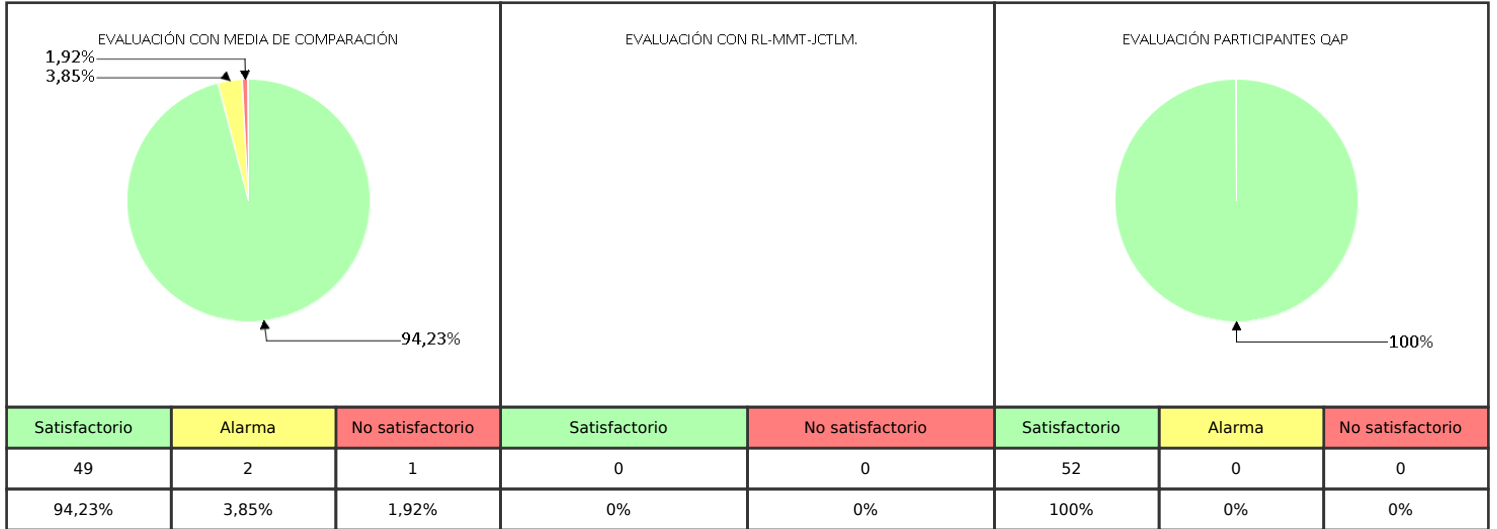 EVALUACIÓN CON MEDIA DE COMPARACIÓN
1,92%
3,85%
94,23%
EVALUACIÓN CON RL-MMT-JCTLM.
EVALUACIÓN PARTICIPANTES QAP
100%
Satisfactorio Alarma No satisfactorio Satisfactorio No satisfactorio Satisfactorio Alarma No satisfactorio
49 2 1 0 0 52 0 0
94,23% 3,85% 1,92% 0% 0% 100% 0% 0%